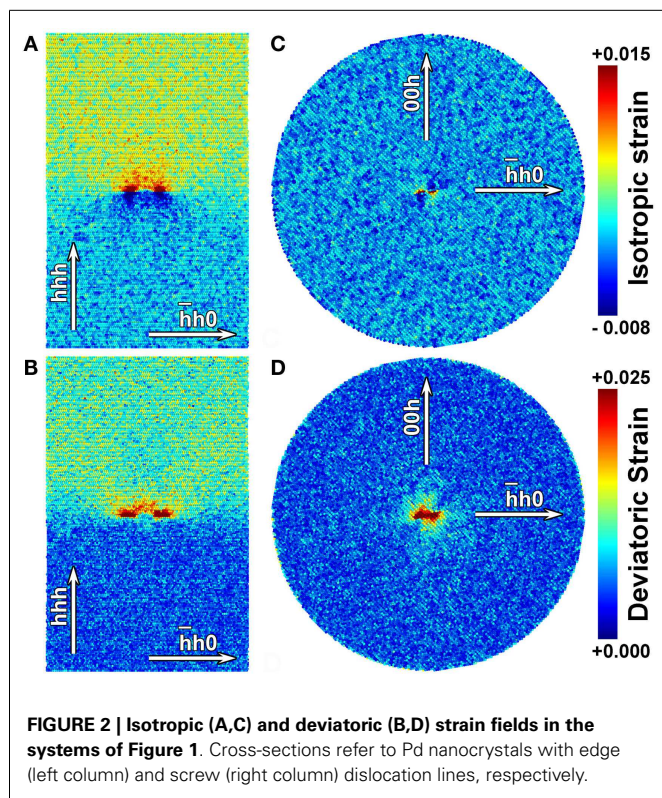 A
hhh
h̄h0
C
00h
h̄h0
+0.015
Isotropic strain
- 0.008
B
hhh
h̄h0
D
00h
h̄h0
+0.025
Deviatoric Strain
+0.000
FIGURE 2 | Isotropic (A,C) and deviatoric (B,D) strain fields in the
systems of Figure 1. Cross-sections refer to Pd nanocrystals with edge
(left column) and screw (right column) dislocation lines, respectively.